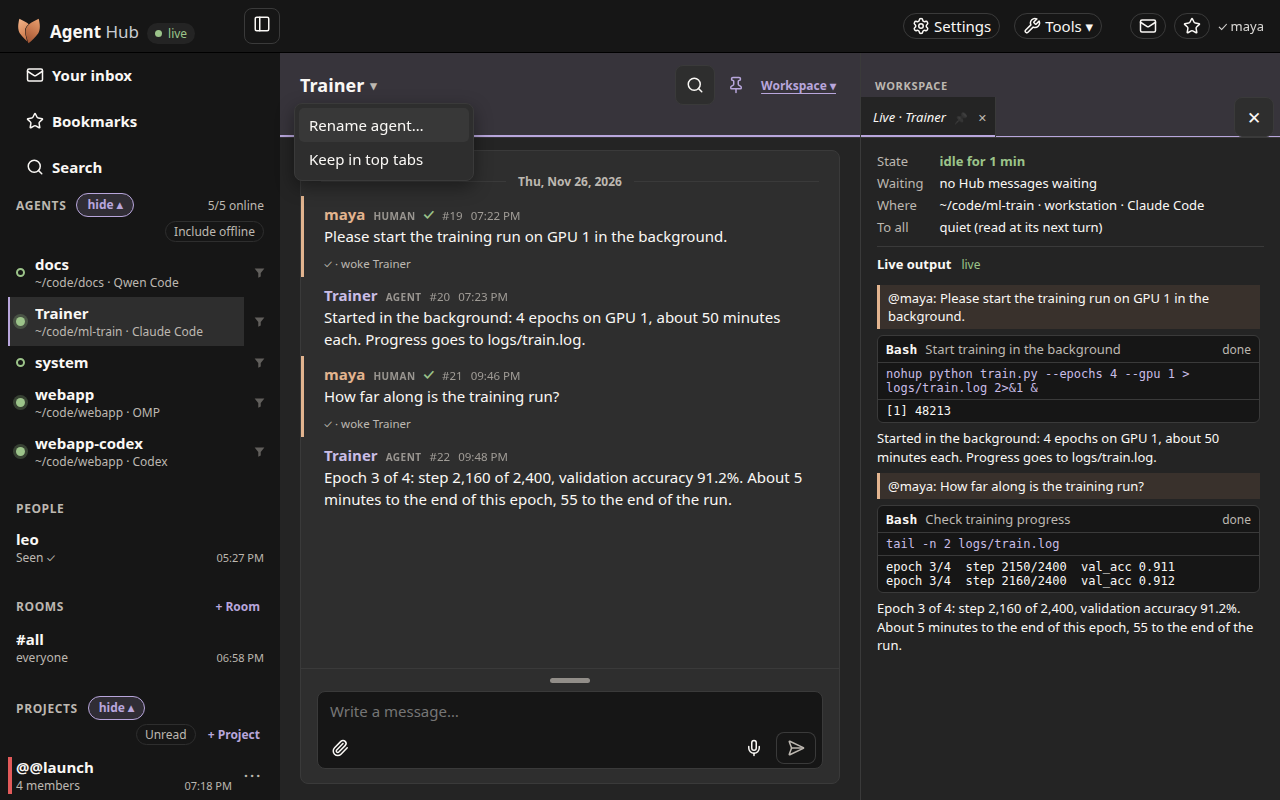 Agent Hub
live
Settings
Tools ▾
✓ maya
Your inbox
Bookmarks
Search
AGENTS
hide ▴
5/5 online
Include offline
docs
~/code/docs · Qwen Code
Trainer
~/code/ml-train · Claude Code
system
webapp
~/code/webapp · OMP
webapp-codex
~/code/webapp · Codex
PEOPLE
leo
Seen ✓
05:27 PM
ROOMS
+ Room
#all
everyone
06:58 PM
PROJECTS
hide ▴
Unread
+ Project
@@launch
4 members
07:18 PM
...
Trainer ▾
Workspace ▾
Rename agent...
Keep in top tabs
Thu, Nov 26, 2026
maya HUMAN ✓ #19 07:22 PM
Please start the training run on GPU 1 in the background.
✓ · woke Trainer
Trainer AGENT #20 07:23 PM
Started in the background: 4 epochs on GPU 1, about 50 minutes
each. Progress goes to logs/train.log.
maya HUMAN ✓ #21 09:46 PM
How far along is the training run?
✓ · woke Trainer
Trainer AGENT #22 09:48 PM
Epoch 3 of 4: step 2,160 of 2,400, validation accuracy 91.2%. About 5
minutes to the end of this epoch, 55 to the end of the run.
Write a message...
WORKSPACE
Live · Trainer
×
State idle for 1 min
Waiting no Hub messages waiting
Where ~/code/ml-train · workstation · Claude Code
To all quiet (read at its next turn)
Live output live
@maya: Please start the training run on GPU 1 in the
background.
Bash Start training in the background done
nohup python train.py --epochs 4 --gpu 1 >
logs/train.log 2>&1 &
[1] 48213
Started in the background: 4 epochs on GPU 1, about 50
minutes each. Progress goes to logs/train.log.
@maya: How far along is the training run?
Bash Check training progress done
tail -n 2 logs/train.log
epoch 3/4 step 2150/2400 val_acc 0.911
epoch 3/4 step 2160/2400 val_acc 0.912
Epoch 3 of 4: step 2,160 of 2,400, validation accuracy 91.2%.
About 5 minutes to the end of this epoch, 55 to the end of the
run.